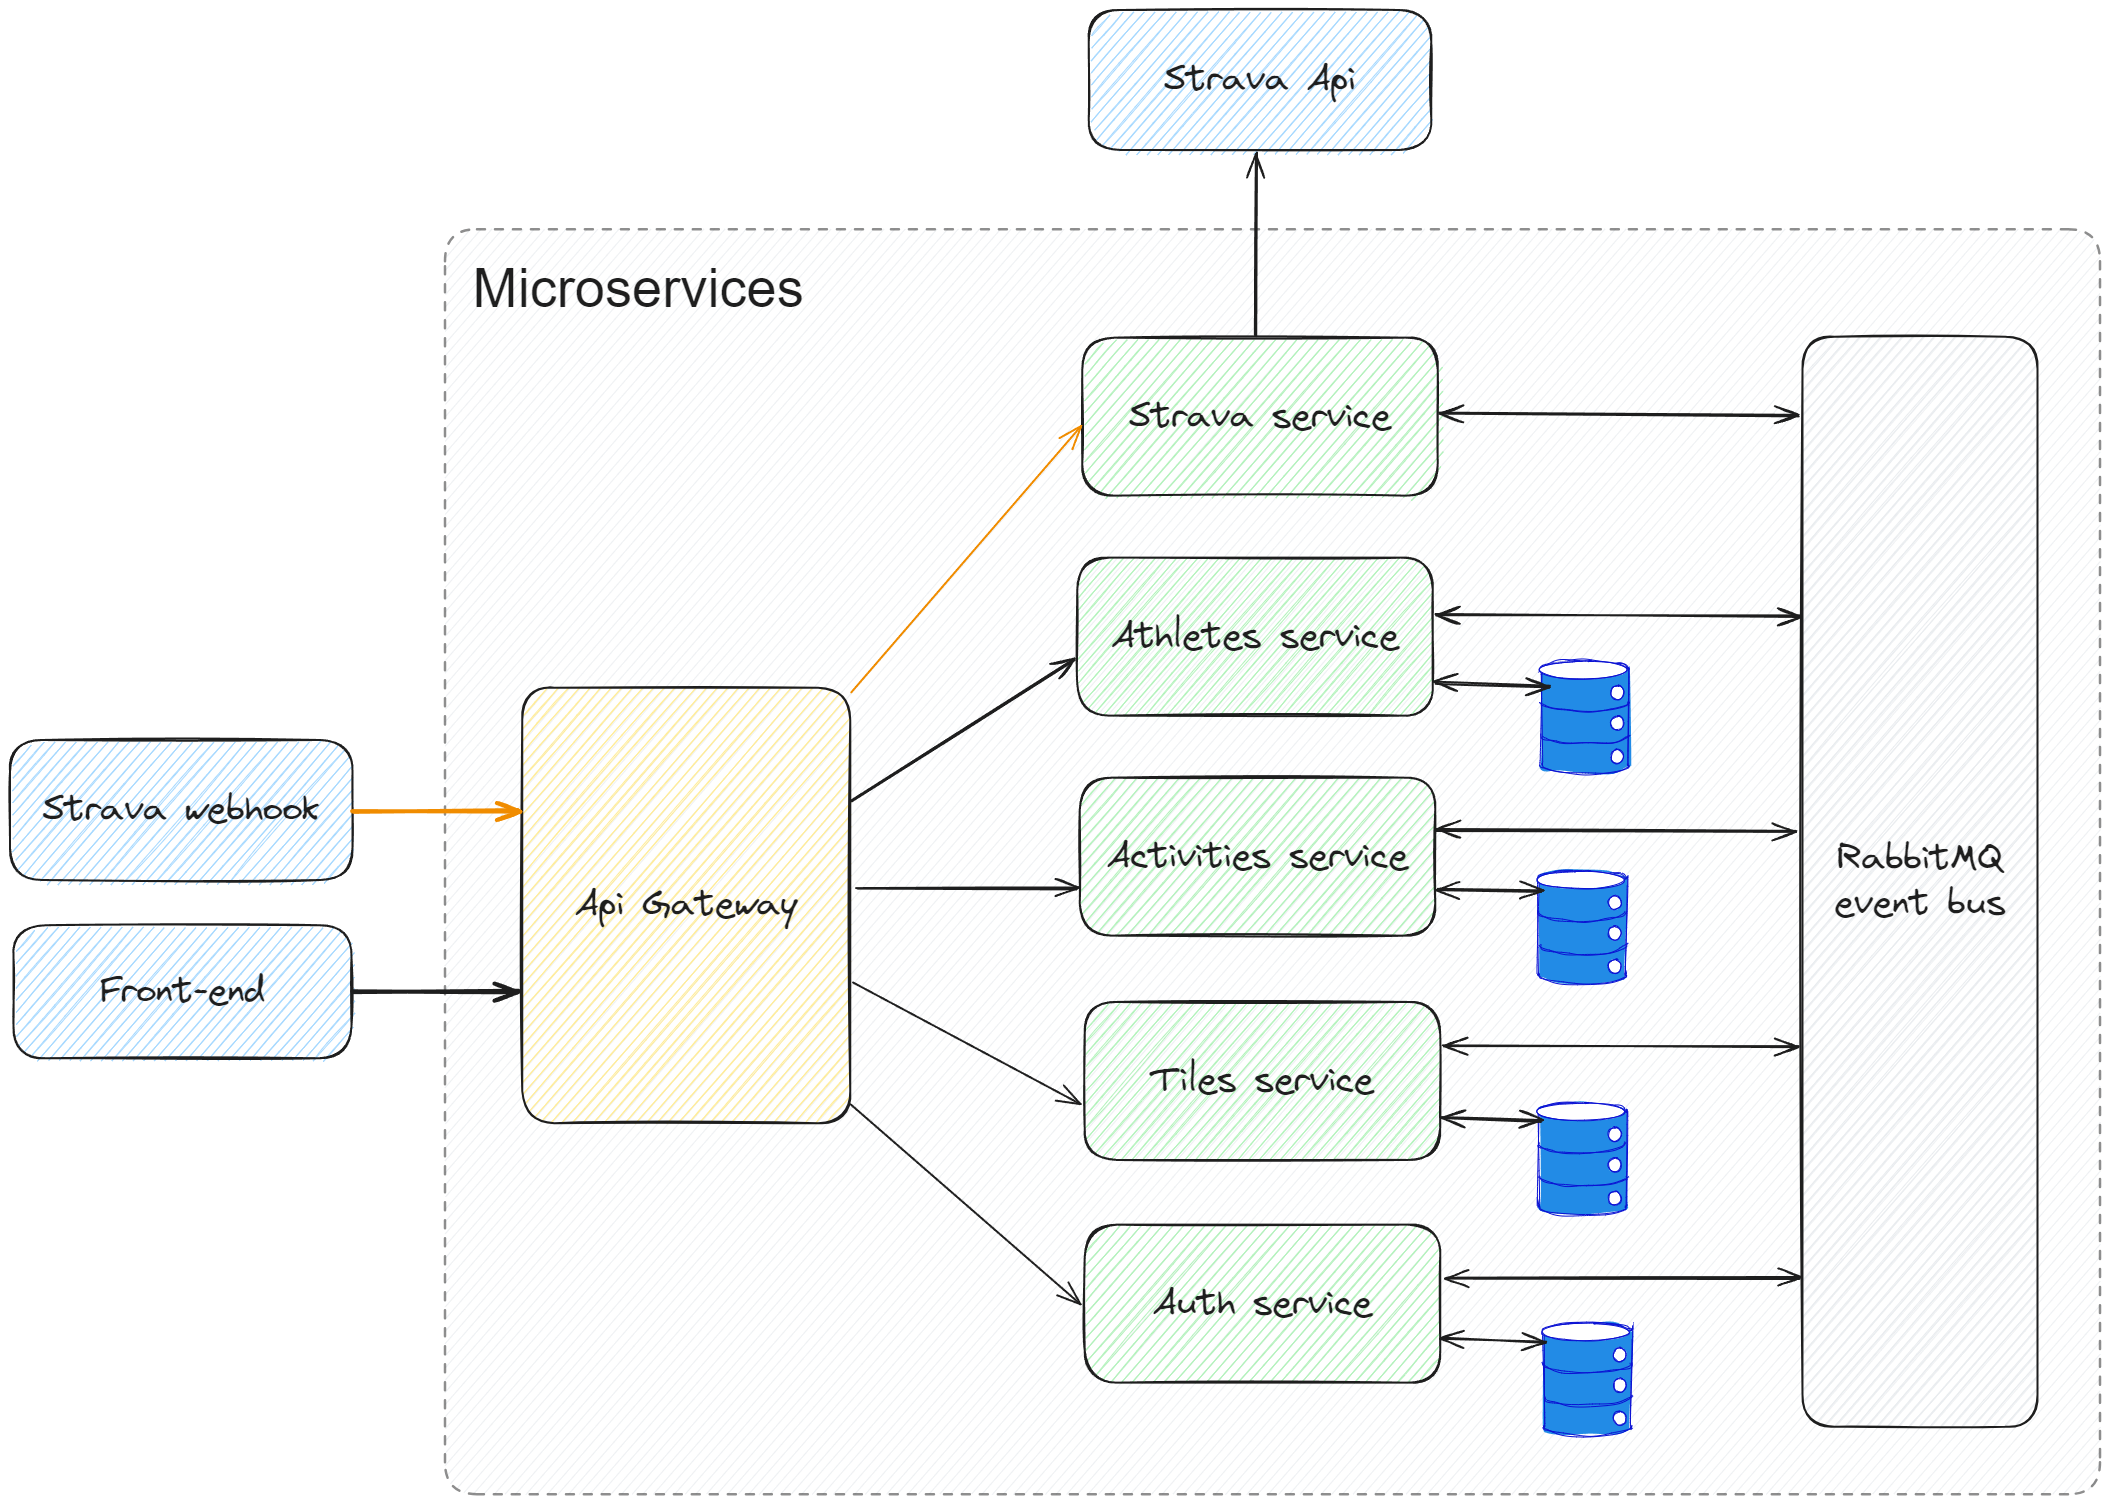 Strava Api
Microservices
Strava service
Athletes service
Strava webhook
Activities service
RabbitMQ
event bus
Api Gateway
Front-end
Tiles service
Auth service